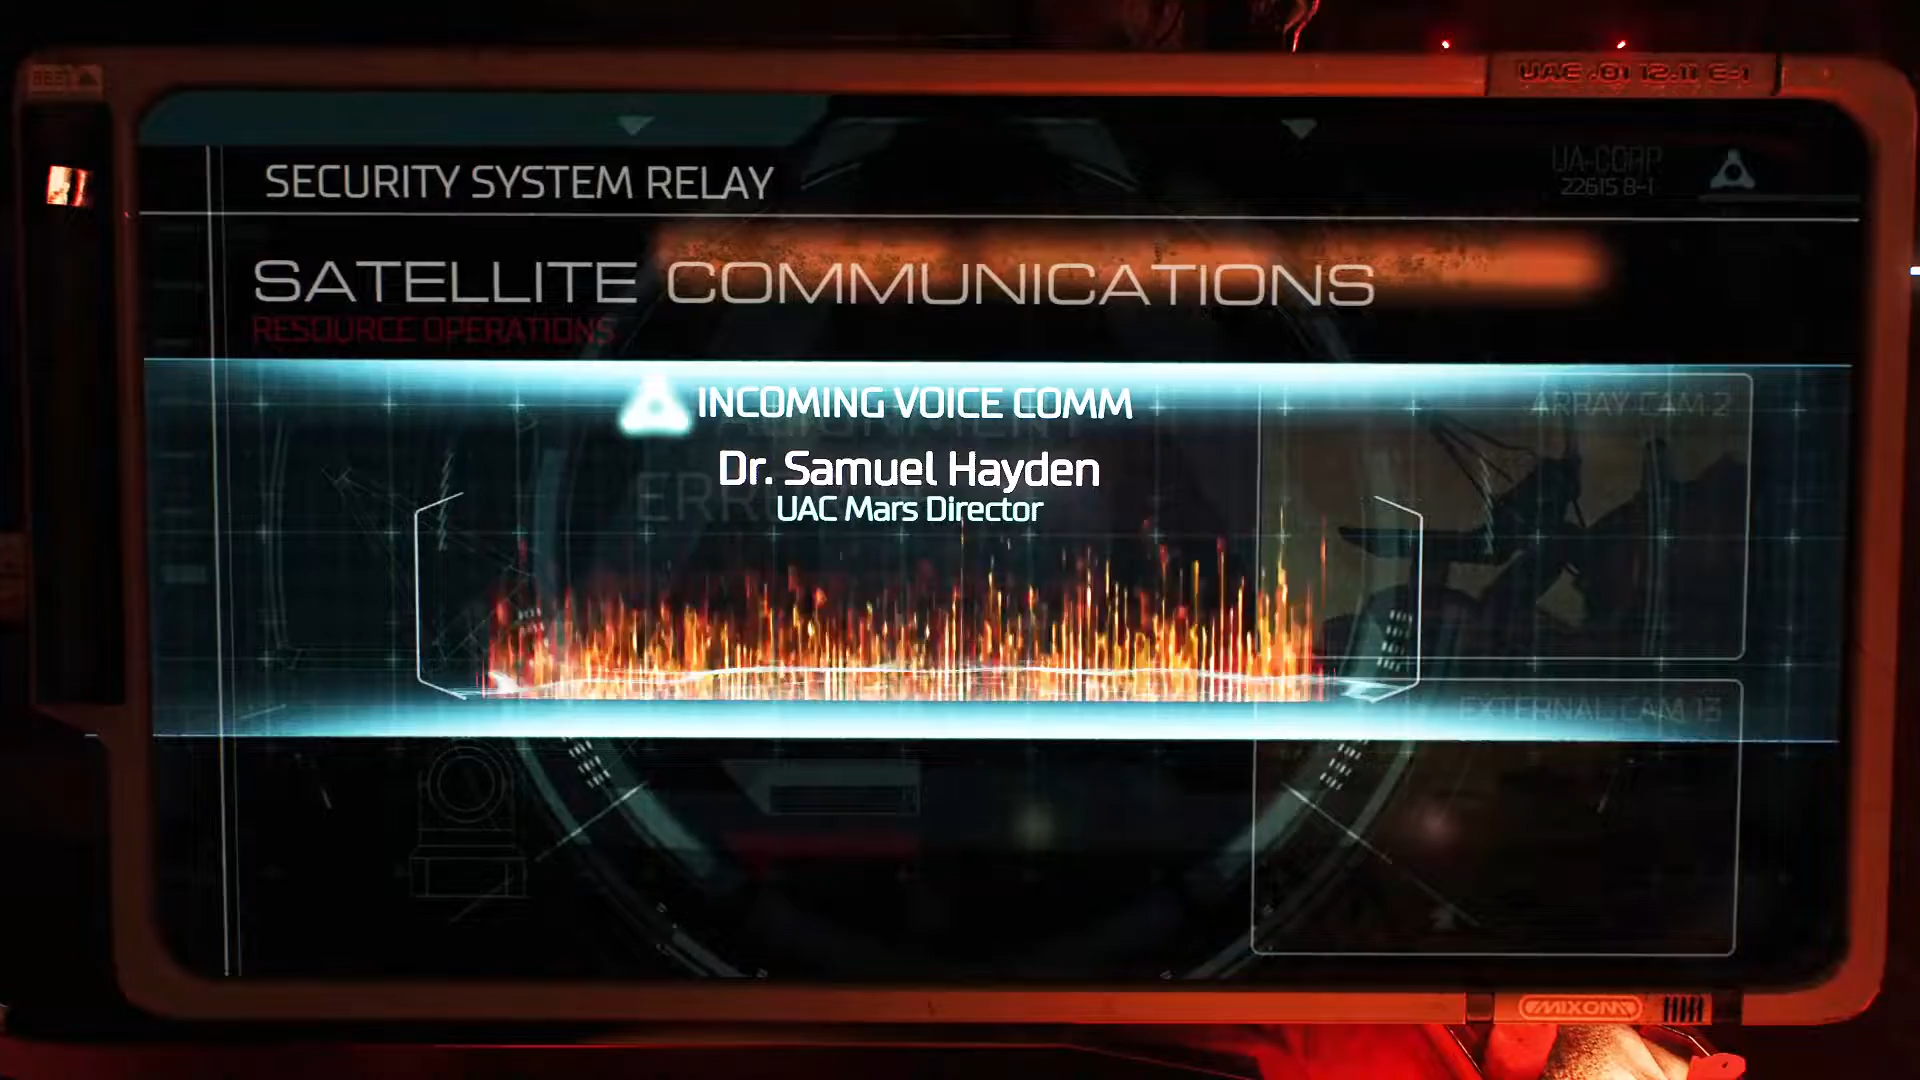 UAC .01 12.11 E-1
SECURITY SYSTEM RELAY
UA-CORP
22615 B-1
SATELLITE COMMUNICATIONS
RESOURCE OPERATIONS
INCOMING VOICE COMM
ARRAY CAM 2
ALIGNMENT
Dr. Samuel Hayden
UAC Mars Director
EXTERNAL CAM 13
MIXOM